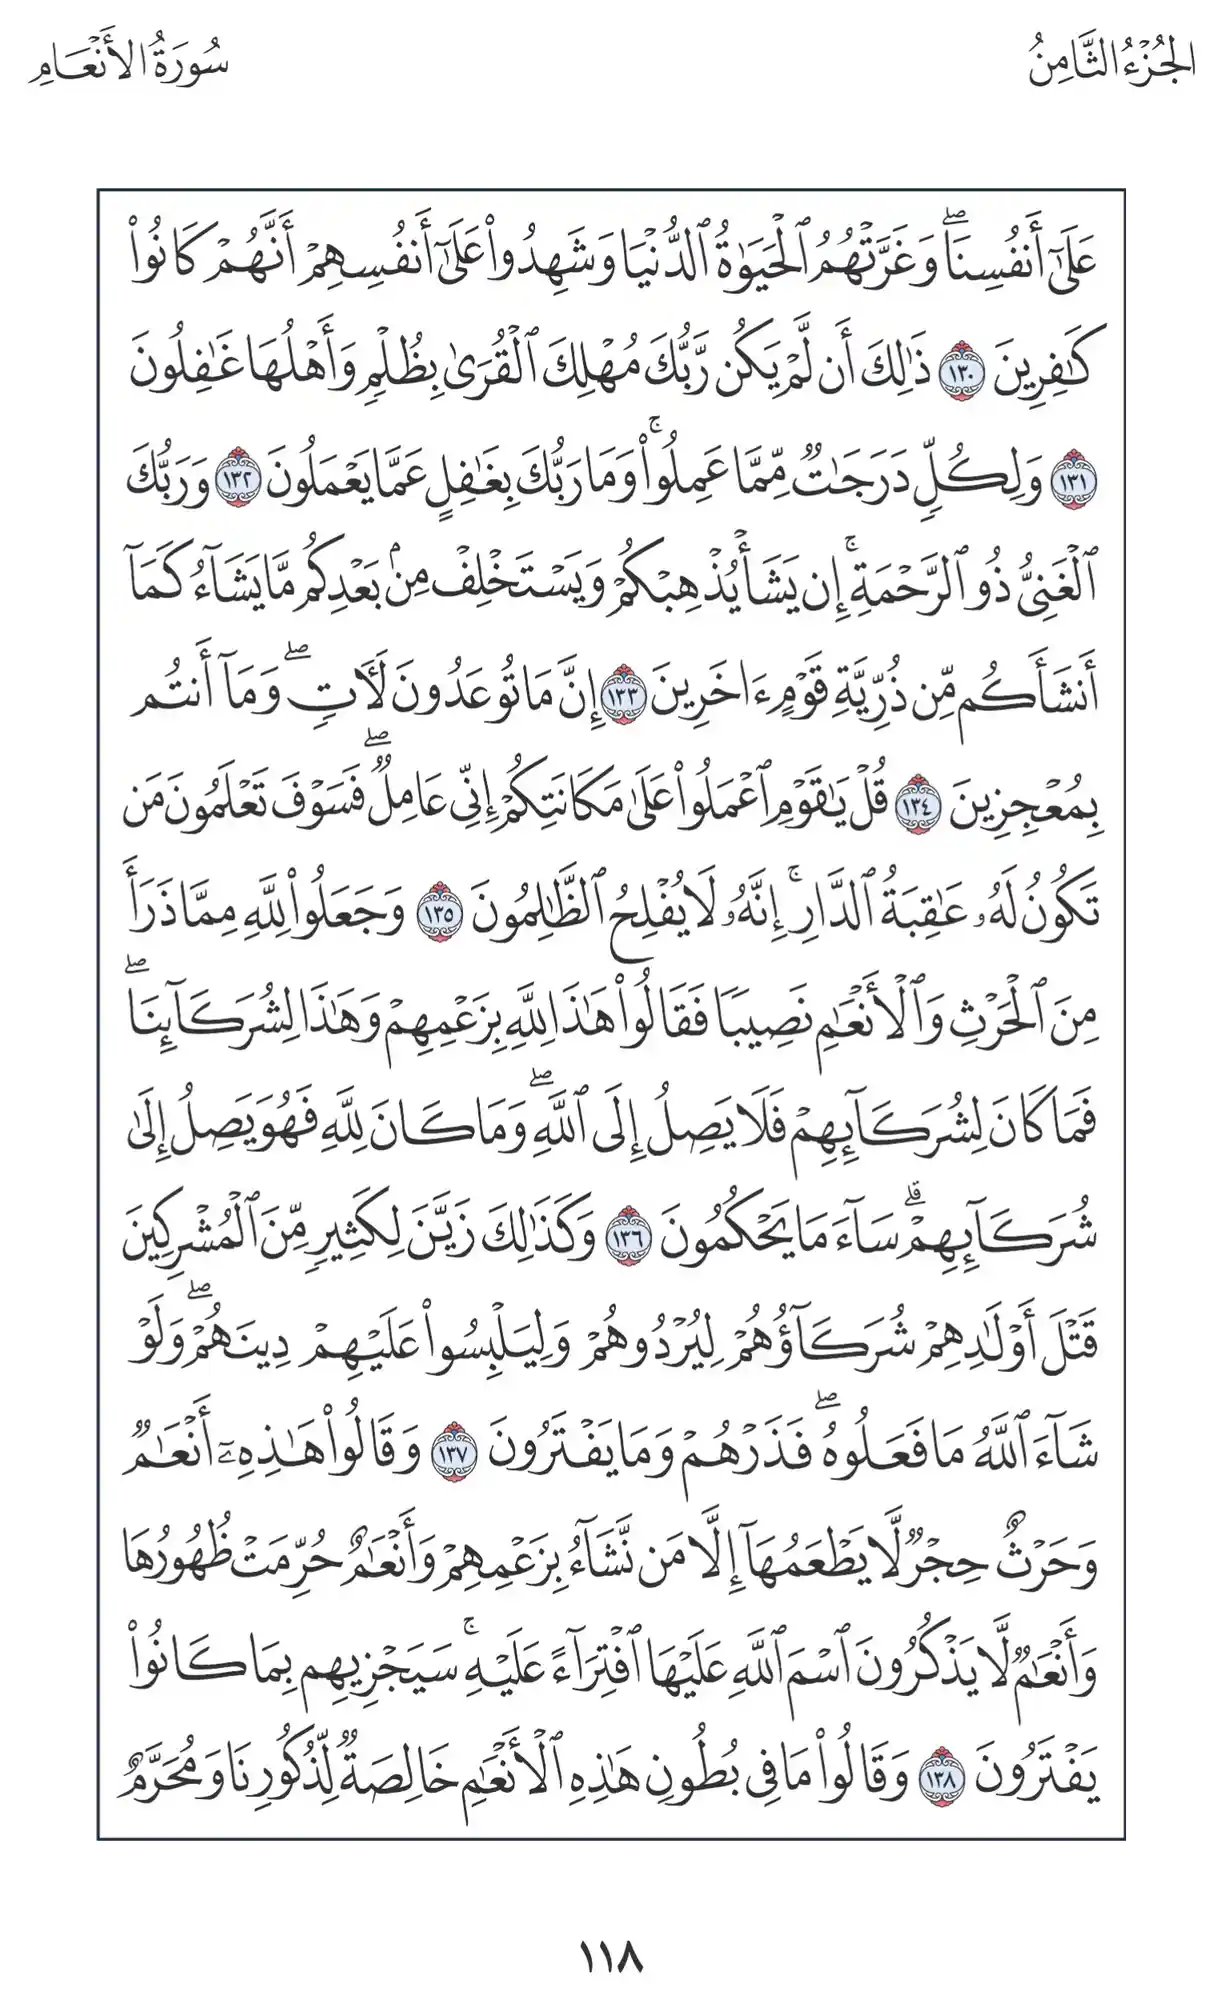 الجُزْءُ الثَّامِنُ
سُورَةُ الأَنْعَامِ
عَلَىٰٓ أَنفُسِنَاۖ وَغَرَّتْهُمُ ٱلْحَيَوٰةُ ٱلدُّنْيَا وَشَهِدُوا۟ عَلَىٰٓ أَنفُسِهِمْ أَنَّهُمْ كَانُوا۟
كَـٰفِرِينَ ١٣٠ ذَٰلِكَ أَن لَّمْ يَكُن رَّبُّكَ مُهْلِكَ ٱلْقُرَىٰ بِظُلْمٍ وَأَهْلُهَا غَـٰفِلُونَ
١٣١ وَلِكُلٍّ دَرَجَـٰتٌ مِّمَّا عَمِلُوا۟ۚ وَمَا رَبُّكَ بِغَـٰفِلٍ عَمَّا يَعْمَلُونَ ١٣٢ وَرَبُّكَ
ٱلْغَنِىُّ ذُو ٱلرَّحْمَةِۚ إِن يَشَأْ يُذْهِبْكُمْ وَيَسْتَخْلِفْ مِنۢ بَعْدِكُم مَّا يَشَآءُ كَمَآ
أَنشَأَكُم مِّن ذُرِّيَّةِ قَوْمٍ ءَاخَرِينَ ١٣٣ إِنَّ مَا تُوعَدُونَ لَـَٔاتٍۖ وَمَآ أَنتُم
بِمُعْجِزِينَ ١٣٤ قُلْ يَـٰقَوْمِ ٱعْمَلُوا۟ عَلَىٰ مَكَانَتِكُمْ إِنِّى عَامِلٌۖ فَسَوْفَ تَعْلَمُونَ مَن
تَكُونُ لَهُۥ عَـٰقِبَةُ ٱلدَّارِۚ إِنَّهُۥ لَا يُفْلِحُ ٱلظَّـٰلِمُونَ ١٣٥ وَجَعَلُوا۟ لِلَّهِ مِمَّا ذَرَأَ
مِنَ ٱلْحَرْثِ وَٱلْأَنْعَـٰمِ نَصِيبًا فَقَالُوا۟ هَـٰذَا لِلَّهِ بِزَعْمِهِمْ وَهَـٰذَا لِشُرَكَآئِنَاۖ
فَمَا كَانَ لِشُرَكَآئِهِمْ فَلَا يَصِلُ إِلَى ٱللَّهِۖ وَمَا كَانَ لِلَّهِ فَهُوَ يَصِلُ إِلَىٰ
شُرَكَآئِهِمْۗ سَآءَ مَا يَحْكُمُونَ ١٣٦ وَكَذَٰلِكَ زَيَّنَ لِكَثِيرٍ مِّنَ ٱلْمُشْرِكِينَ
قَتْلَ أَوْلَـٰدِهِمْ شُرَكَآؤُهُمْ لِيُرْدُوهُمْ وَلِيَلْبِسُوا۟ عَلَيْهِمْ دِينَهُمْۖ وَلَوْ
شَآءَ ٱللَّهُ مَا فَعَلُوهُۖ فَذَرْهُمْ وَمَا يَفْتَرُونَ ١٣٧ وَقَالُوا۟ هَـٰذِهِۦٓ أَنْعَـٰمٌ
وَحَرْثٌ حِجْرٌ لَّا يَطْعَمُهَآ إِلَّا مَن نَّشَآءُ بِزَعْمِهِمْ وَأَنْعَـٰمٌ حُرِّمَتْ ظُهُورُهَا
وَأَنْعَـٰمٌ لَّا يَذْكُرُونَ ٱسْمَ ٱللَّهِ عَلَيْهَا ٱفْتِرَآءً عَلَيْهِۚ سَيَجْزِيهِم بِمَا كَانُوا۟
يَفْتَرُونَ ١٣٨ وَقَالُوا۟ مَا فِى بُطُونِ هَـٰذِهِ ٱلْأَنْعَـٰمِ خَالِصَةٌ لِّذُكُورِنَا وَمُحَرَّمٌ
١١٨